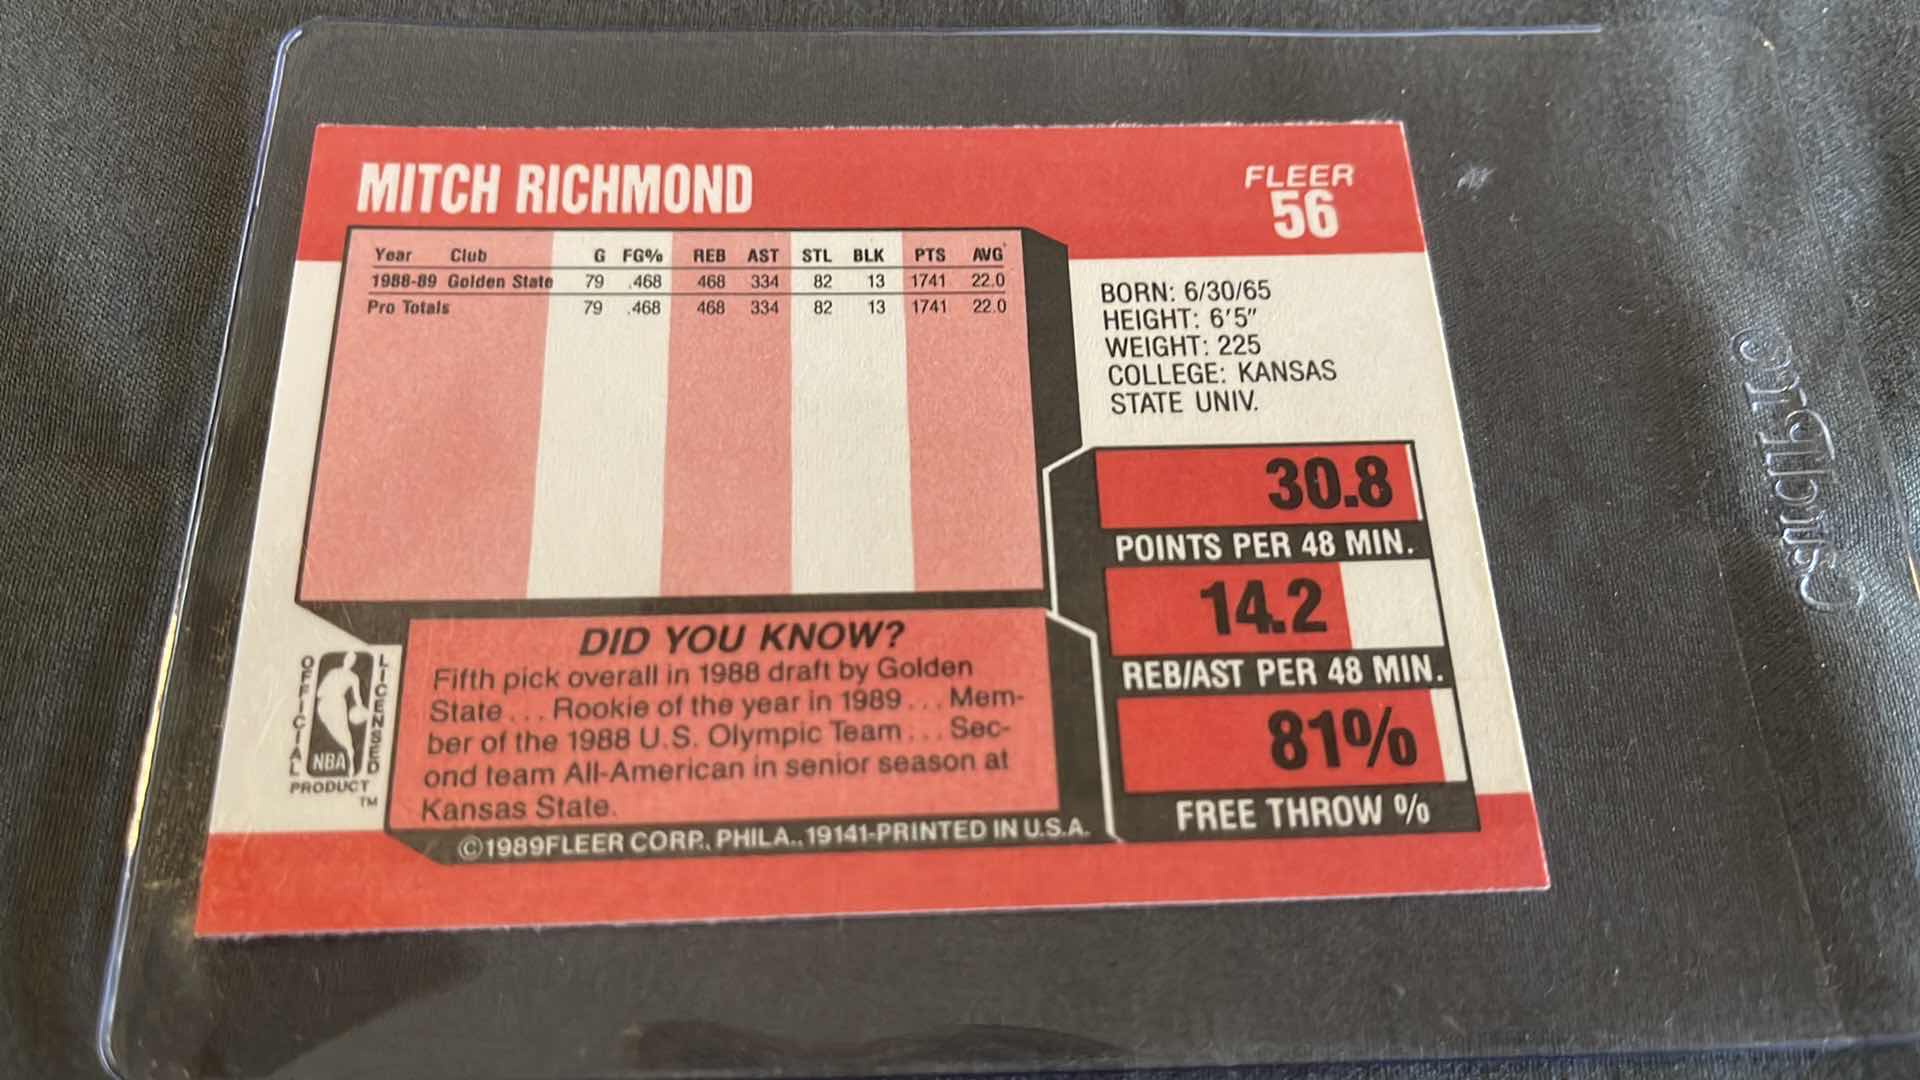 MITCH RICHMOND
FLEER
56
Year Club G FG% REB AST STL BLK PTS AVG
1988-89 Golden State 79 .468 468 334 82 13 1741 22.0
Pro Totals 79 .468 468 334 82 13 1741 22.0
BORN: 6/30/65
HEIGHT: 6'5"
WEIGHT: 225
COLLEGE: KANSAS
STATE UNIV.
30.8
POINTS PER 48 MIN.
14.2
REB/AST PER 48 MIN.
81%
FREE THROW %
DID YOU KNOW?
Fifth pick overall in 1988 draft by Golden
State... Rookie of the year in 1989... Mem-
ber of the 1988 U.S. Olympic Team... Sec-
ond team All-American in senior season at
Kansas State.
OFFICIAL
LICENSED
NBA
PRODUCT
TM
©1989FLEER CORP., PHILA., 19141-PRINTED IN U.S.A.